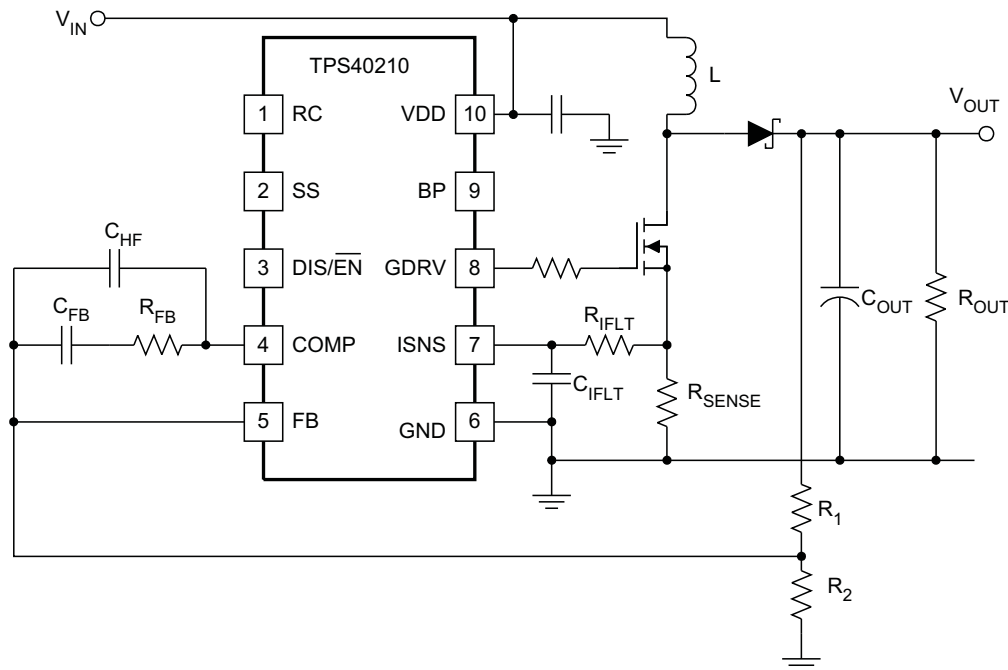 V_IN
TPS40210
L
V_OUT
1 RC
VDD 10
2 SS
BP 9
C_HF
3 DIS/E̅N̅
GDRV 8
C_FB
R_FB
4 COMP
ISNS 7
R_IFLT
C_OUT
R_OUT
C_IFLT
R_SENSE
5 FB
GND 6
R_1
R_2